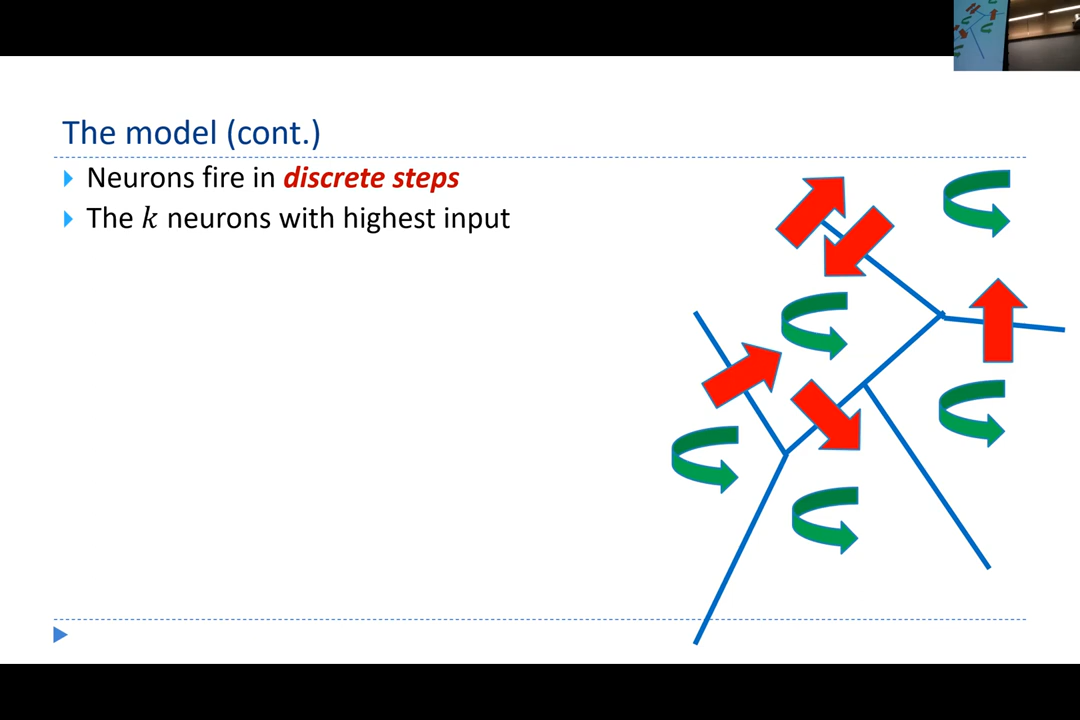 The model (cont.)
Neurons fire in discrete steps
The k neurons with highest input